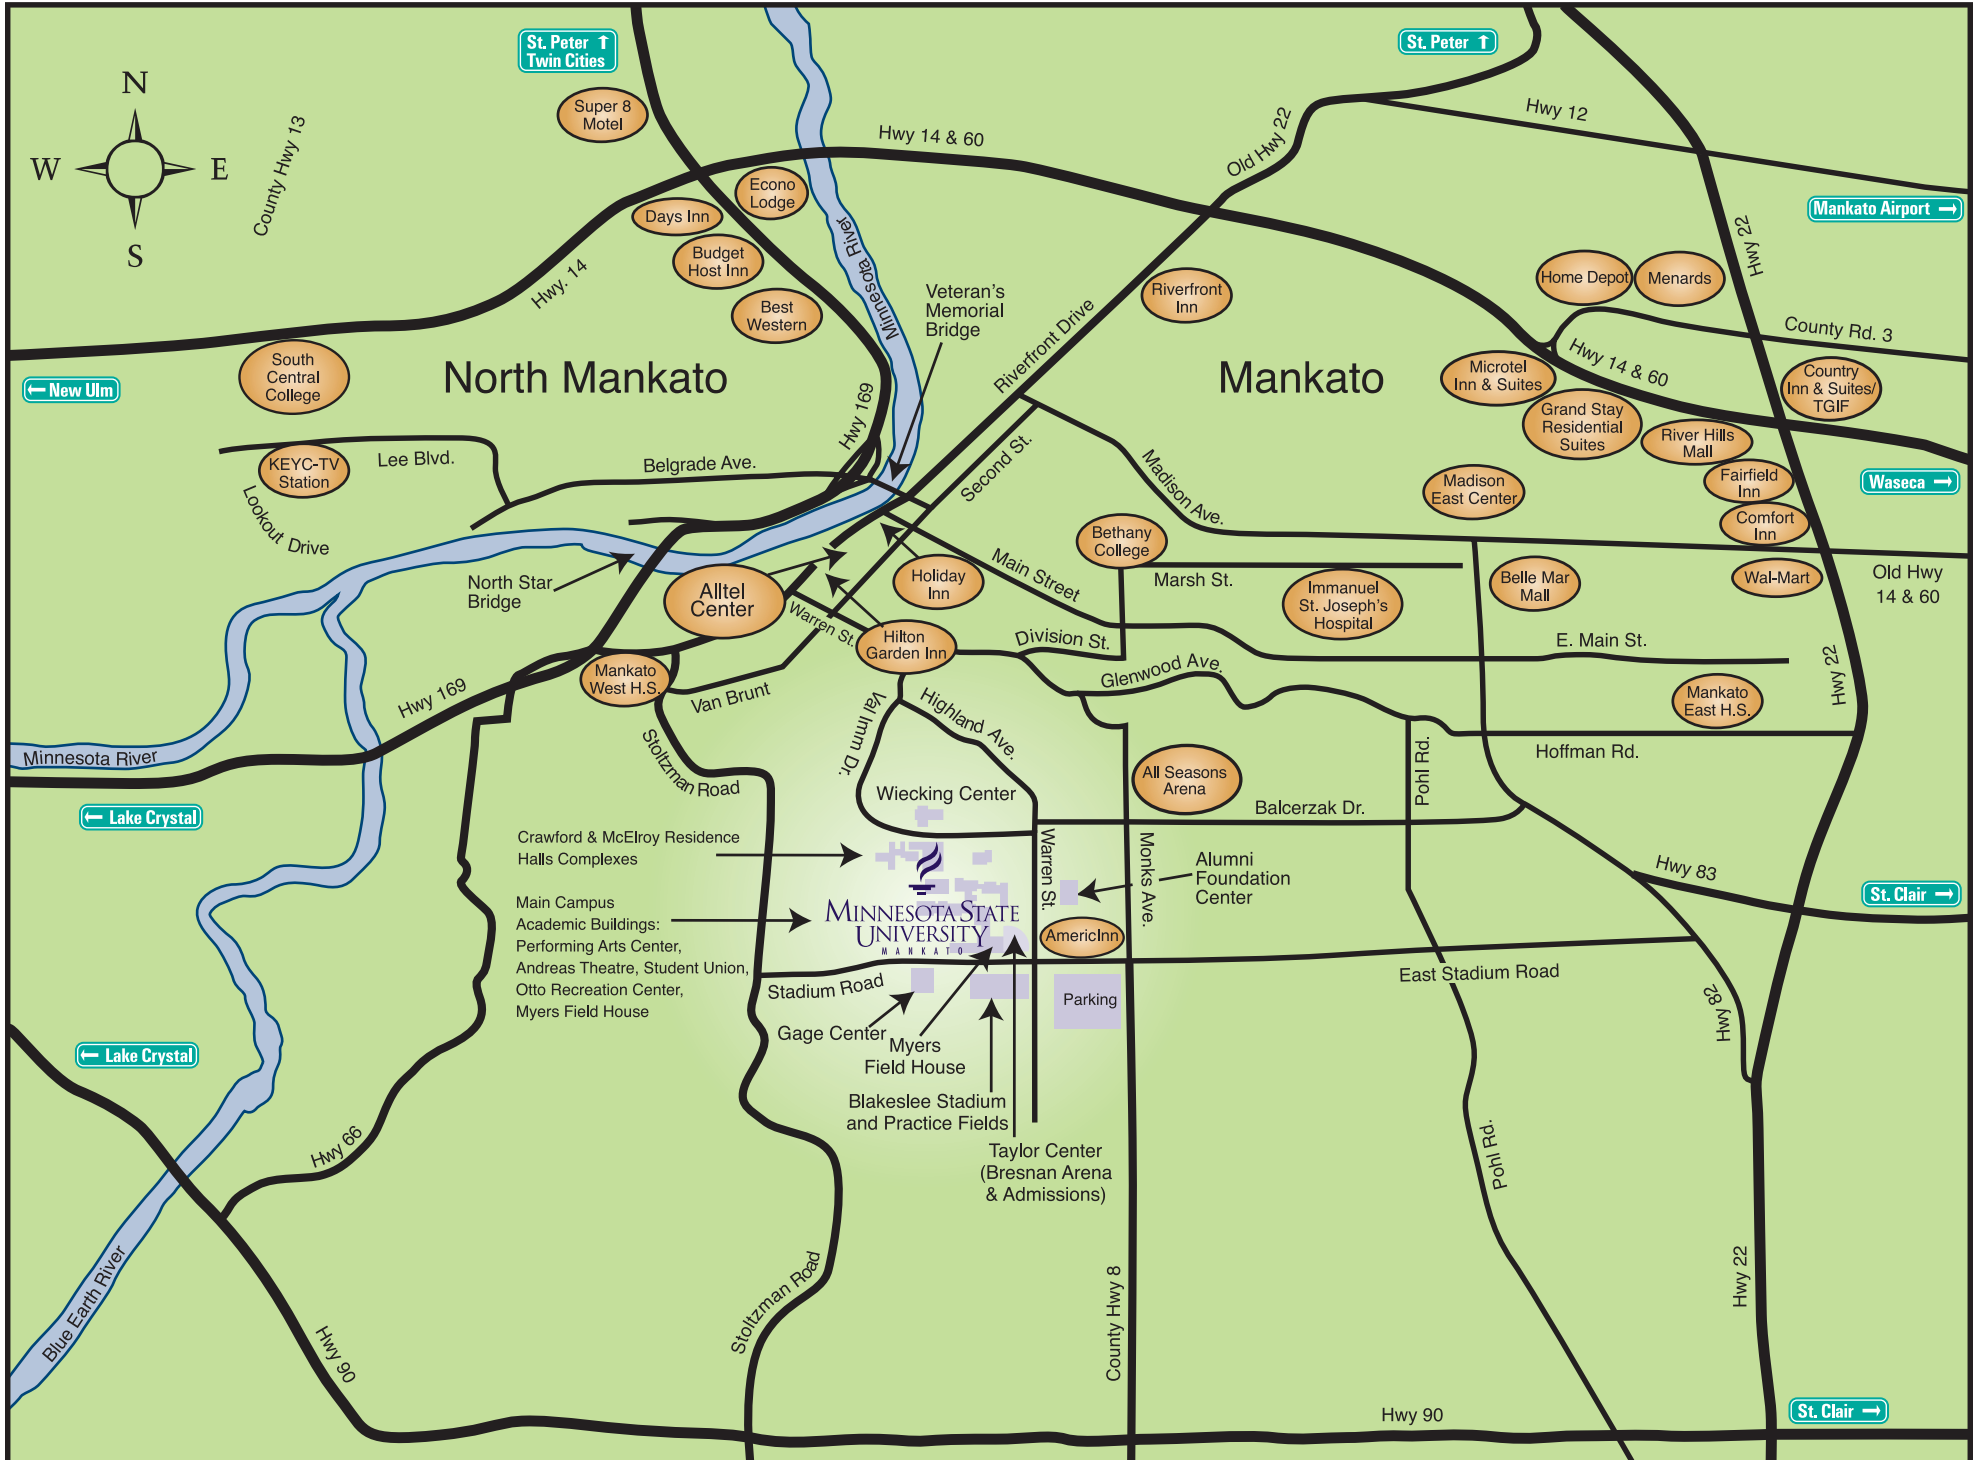 St. Peter ↑
Twin Cities
St. Peter ↑
N
W
E
S
County Hwy 13
Super 8
Motel
Hwy 14 & 60
Old Hwy 22
Hwy 12
Mankato Airport →
Econo
Lodge
Days Inn
Budget
Host Inn
Best
Western
Hwy. 14
Minnesota River
Veteran's
Memorial
Bridge
Riverfront
Inn
Riverfront Drive
Hwy 22
Home Depot
Menards
County Rd. 3
Hwy 14 & 60
← New Ulm
South
Central
College
North Mankato
Mankato
Microtel
Inn & Suites
Country
Inn & Suites/
TGIF
Grand Stay
Residential
Suites
River Hills
Mall
Fairfield
Inn
Comfort
Inn
Waseca →
Hwy 169
KEYC-TV
Station
Lee Blvd.
Lookout Drive
Belgrade Ave.
Second St.
Madison Ave.
Madison
East Center
Bethany
College
Marsh St.
Immanuel
St. Joseph's
Hospital
Belle Mar
Mall
Wal-Mart
Old Hwy
14 & 60
North Star
Bridge
Alltel
Center
Holiday
Inn
Main Street
Warren St.
Hilton
Garden Inn
Division St.
E. Main St.
Glenwood Ave.
Mankato
West H.S.
Van Brunt
Hwy 169
Mankato
East H.S.
Hwy 22
Hoffman Rd.
Minnesota River
Stoltzman Road
Val Imm Dr.
Highland Ave.
Pohl Rd.
All Seasons
Arena
Balcerzak Dr.
Wiecking Center
← Lake Crystal
Crawford & McElroy Residence
Halls Complexes
Warren St.
Monks Ave.
Alumni
Foundation
Center
Hwy 83
St. Clair →
Main Campus
Academic Buildings:
Performing Arts Center,
Andreas Theatre, Student Union,
Otto Recreation Center,
Myers Field House
MINNESOTA STATE
UNIVERSITY
MANKATO
AmericInn
Stadium Road
East Stadium Road
Parking
Hwy 82
Gage Center
Myers
Field House
Blakeslee Stadium
and Practice Fields
Taylor Center
(Bresnan Arena
& Admissions)
← Lake Crystal
Hwy 66
Pohl Rd.
Blue Earth River
Hwy 90
Stoltzman Road
County Hwy 8
Hwy 22
Hwy 90
St. Clair →